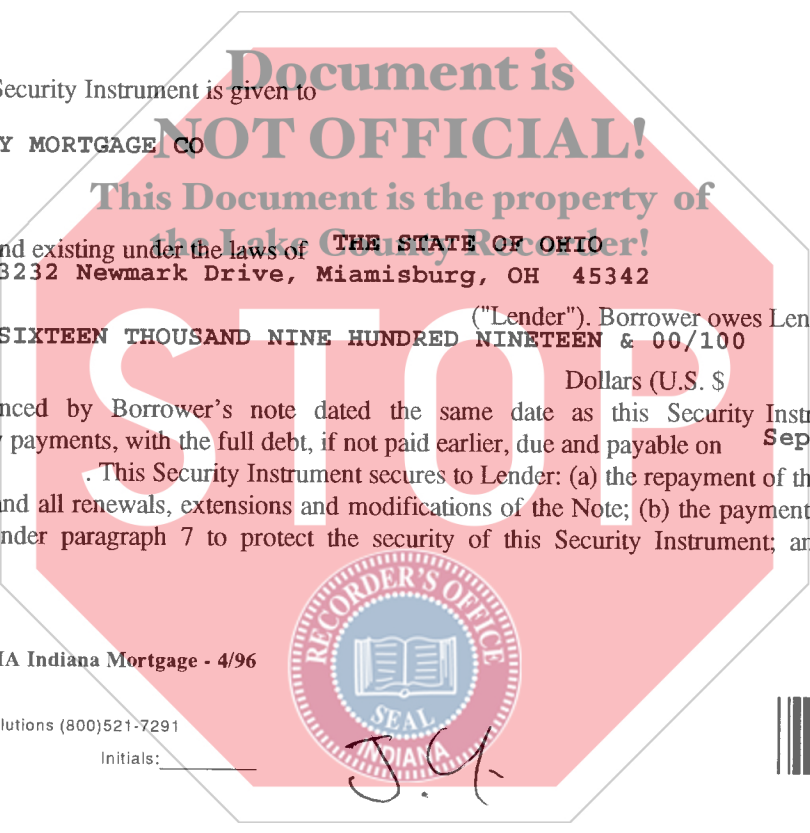 Document is
Security Instrument is given to
NOT OFFICIAL!
Y MORTGAGE CO
This Document is the property of
the Lake County Recorder!
nd existing under the laws of THE STATE OF OHIO
3232 Newmark Drive, Miamisburg, OH 45342
("Lender"). Borrower owes Len
SIXTEEN THOUSAND NINE HUNDRED NINETEEN & 00/100
STOP
Dollars (U.S. $
nced by Borrower's note dated the same date as this Security Instr
y payments, with the full debt, if not paid earlier, due and payable on Sep
. This Security Instrument secures to Lender: (a) the repayment of th
and all renewals, extensions and modifications of the Note; (b) the payment
nder paragraph 7 to protect the security of this Security Instrument; an
RECORDER'S OFFICE
SEAL
INDIANA
IA Indiana Mortgage - 4/96
lutions (800)521-7291
Initials:
J.Y.